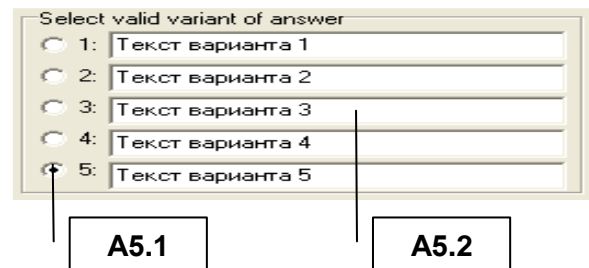 Select valid variant of answer
1: Текст варианта 1
2: Текст варианта 2
3: Текст варианта 3
4: Текст варианта 4
5: Текст варианта 5
A5.1 A5.2